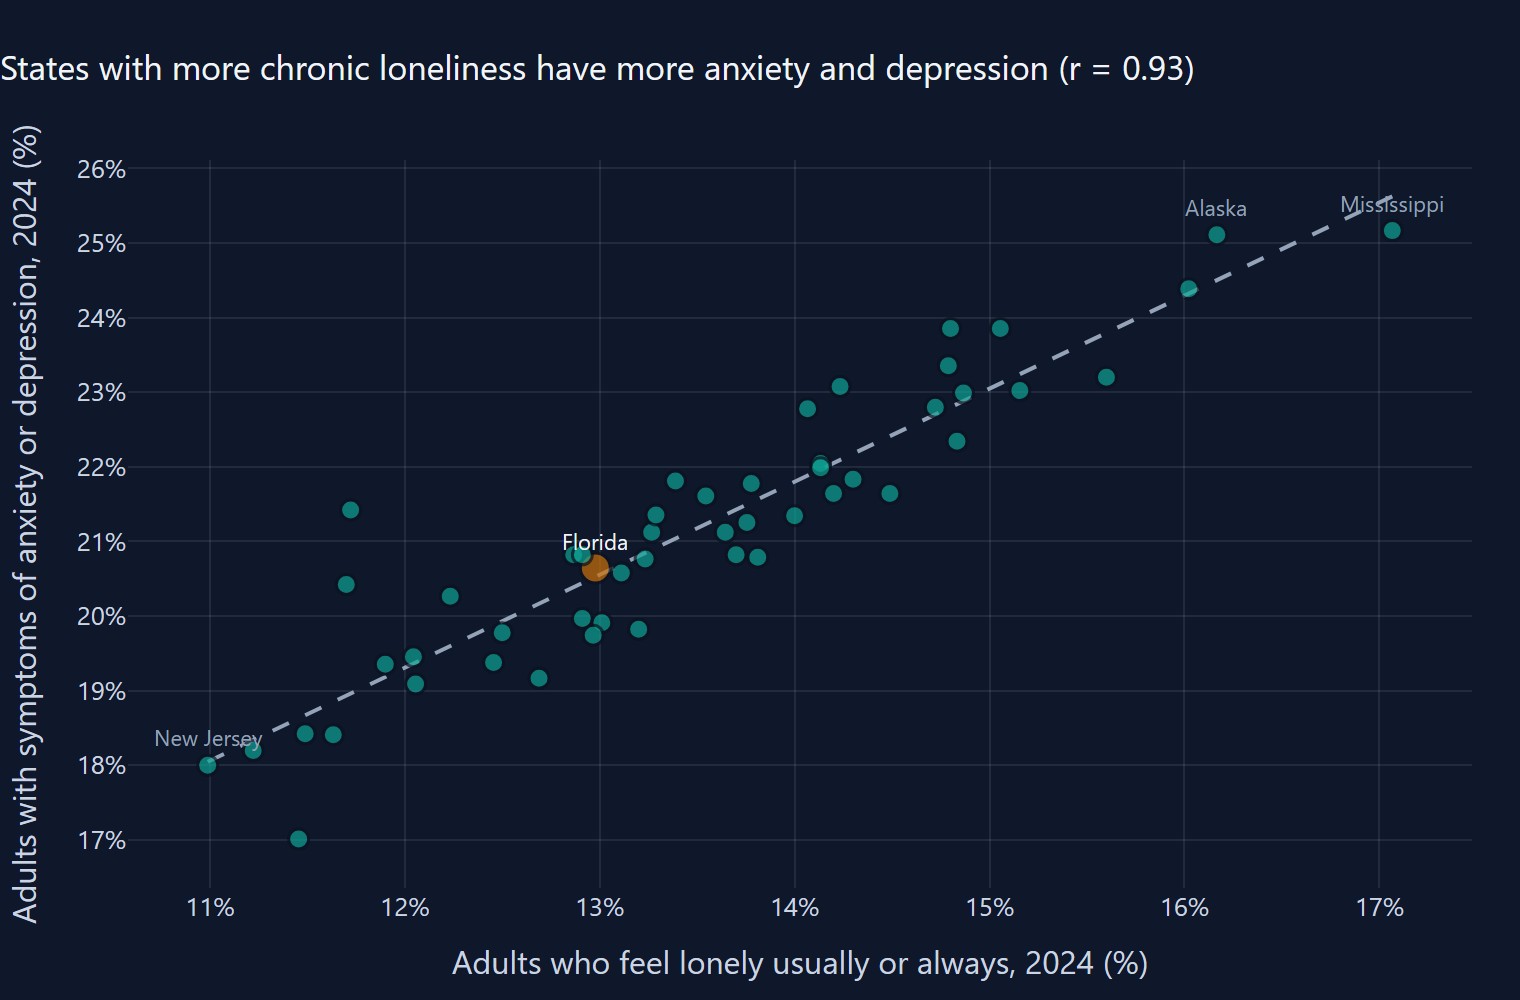 States with more chronic loneliness have more anxiety and depression (r = 0.93)
Adults with symptoms of anxiety or depression, 2024 (%)
26%
25%
24%
23%
22%
21%
20%
19%
18%
17%
Alaska
Mississippi
Florida
New Jersey
11%
12%
13%
14%
15%
16%
17%
Adults who feel lonely usually or always, 2024 (%)